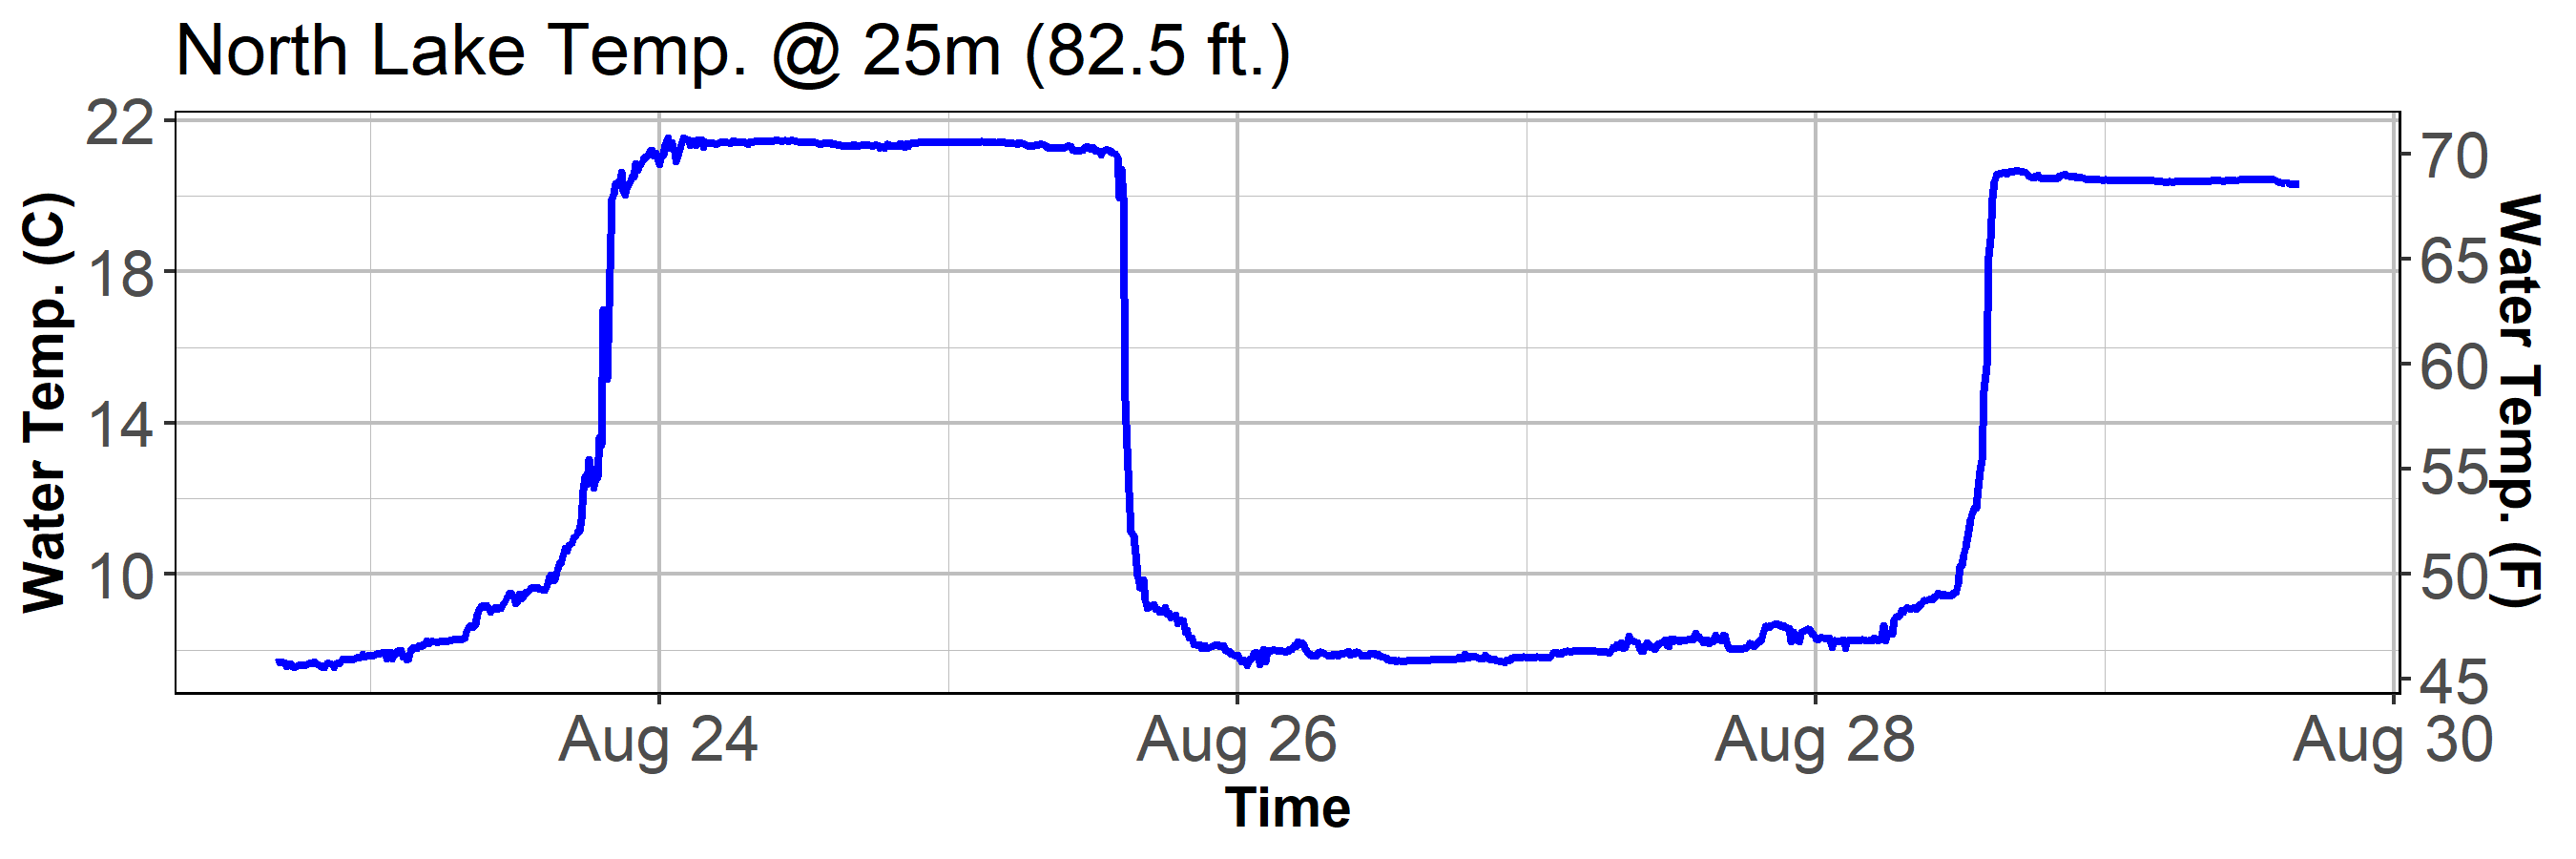 North Lake Temp. @ 25m (82.5 ft.)
Water Temp. (C)
22
18
14
10
70
65
60
55
50
45
Water Temp. (F)
Aug 24 Aug 26 Aug 28 Aug 30
Time